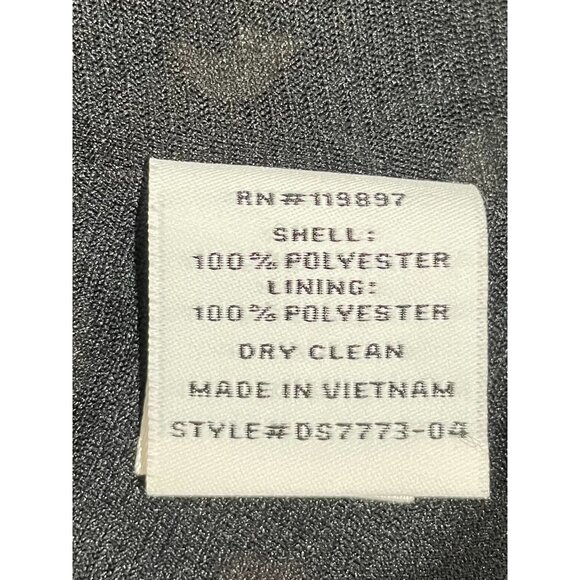 RN#119897
SHELL:
100% POLYESTER
LINING:
100% POLYESTER
DRY CLEAN
MADE IN VIETNAM
STYLE#DS7773-04